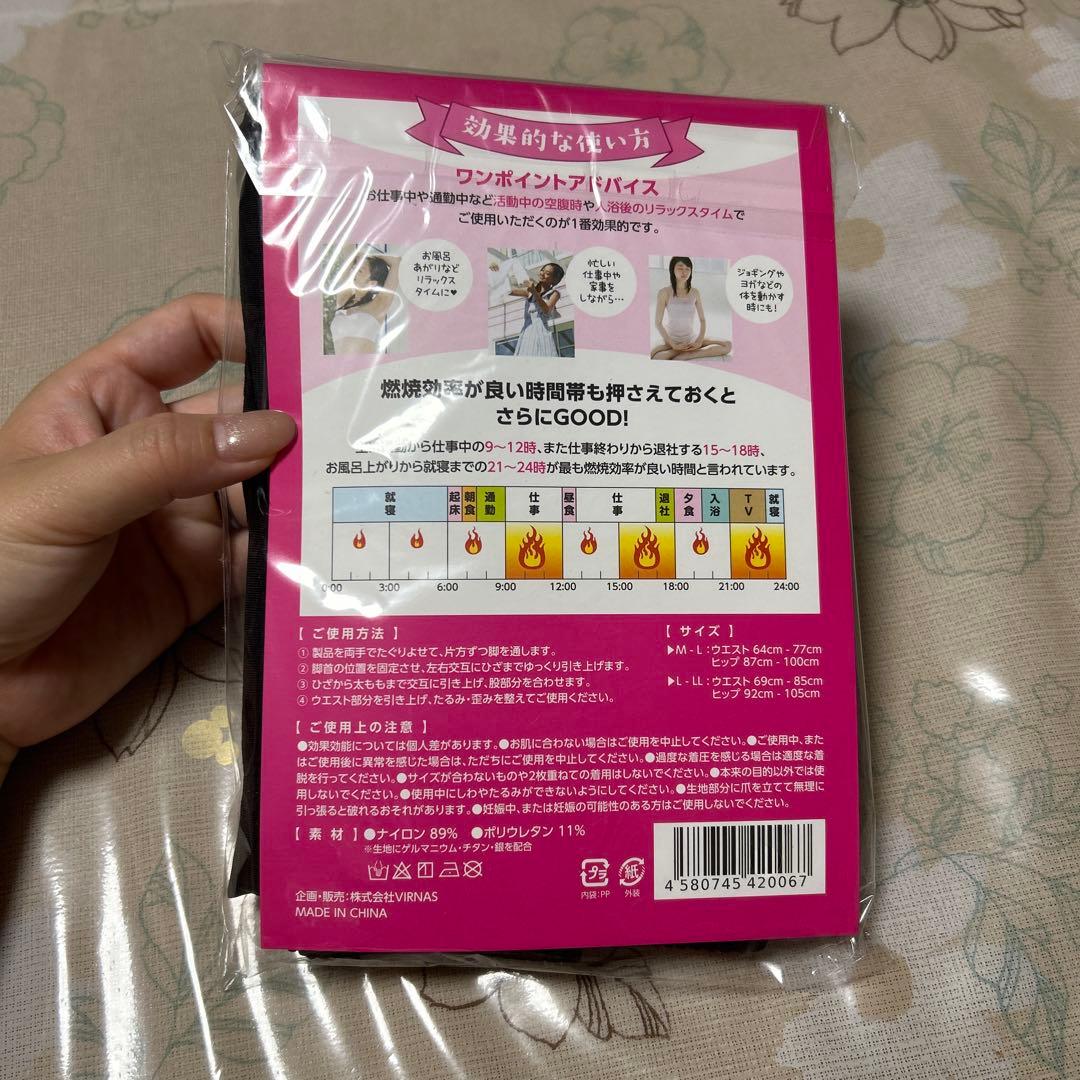 効果的な使い方
ワンポイントアドバイス
お仕事中や通勤中など活動中の空腹時や入浴後のリラックスタイムで
ご使用いただくのが1番効果的です。
お風呂
あがりなど
リラックス
タイムに♥
忙しい
仕事中や
家事を
しながら…
ジョギングや
ヨガなどの
体を動かす
時にも!
燃焼効率が良い時間帯も押さえておくと
さらにGOOD!
勤から仕事中の9〜12時、また仕事終わりから退社する15〜18時、
お風呂上がりから就寝までの21〜24時が最も燃焼効率が良い時間と言われています。
就寝 起床 朝食 通勤 仕事 昼食 仕事 退社 夕食 入浴 TV 就寝
0:00 3:00 6:00 9:00 12:00 15:00 18:00 21:00 24:00
【 ご使用方法 】
① 製品を両手でたぐりよせて、片方ずつ脚を通します。
② 脚首の位置を固定させ、左右交互にひざまでゆっくり引き上げます。
③ ひざから太ももまで交互に引き上げ、股部分を合わせます。
④ ウエスト部分を引き上げ、たるみ・歪みを整えてご使用ください。
【 サイズ 】
▶M - L : ウエスト 64cm - 77cm
ヒップ 87cm - 100cm
▶L - LL : ウエスト 69cm - 85cm
ヒップ 92cm - 105cm
【 ご使用上の注意 】
●効果効能については個人差があります。●お肌に合わない場合はご使用を中止してください。●ご使用中、また
はご使用後に異常を感じた場合は、ただちにご使用を中止してください。●過度な着圧を感じる場合は適度な着
脱を行ってください。●サイズが合わないものや2枚重ねての着用はしないでください。●本来の目的以外では使
用しないでください。●使用中にしわやたるみができないようにしてください。●生地部分に爪を立てて無理に
引っ張ると破れるおそれがあります。●妊娠中、または妊娠の可能性のある方はご使用しないでください。
【 素 材 】 ●ナイロン 89% ●ポリウレタン 11%
※生地にゲルマニウム・チタン・銀を配合
プラ
内袋:PP
紙
外装
4 580745 420067
企画・販売:株式会社VIRNAS
MADE IN CHINA